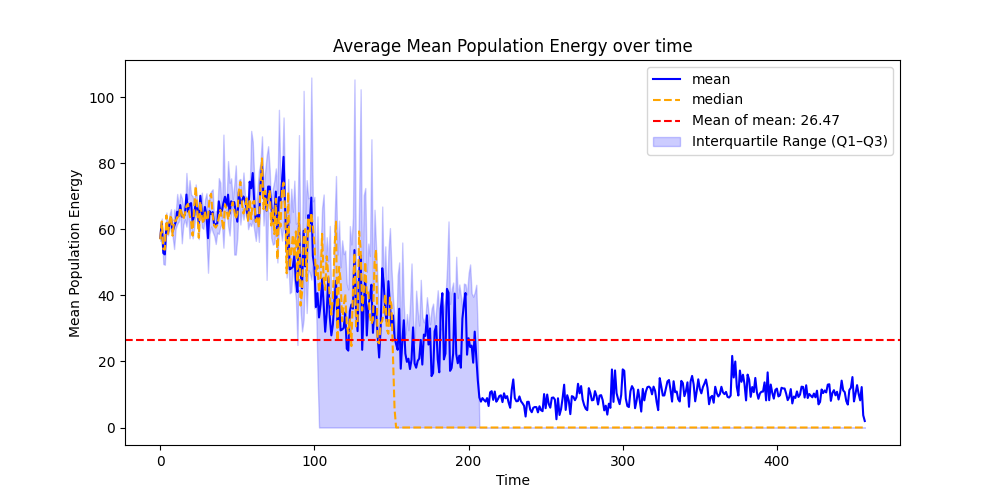 Average Mean Population Energy over time
mean
median
Mean of mean: 26.47
Interquartile Range (Q1–Q3)
Mean Population Energy
100
80
60
40
20
0
0 100 200 300 400
Time